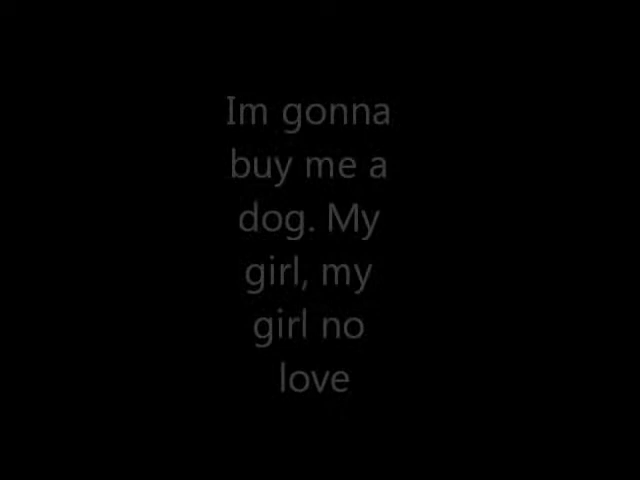 Im gonna
buy me a
dog. My
girl, my
girl no
love